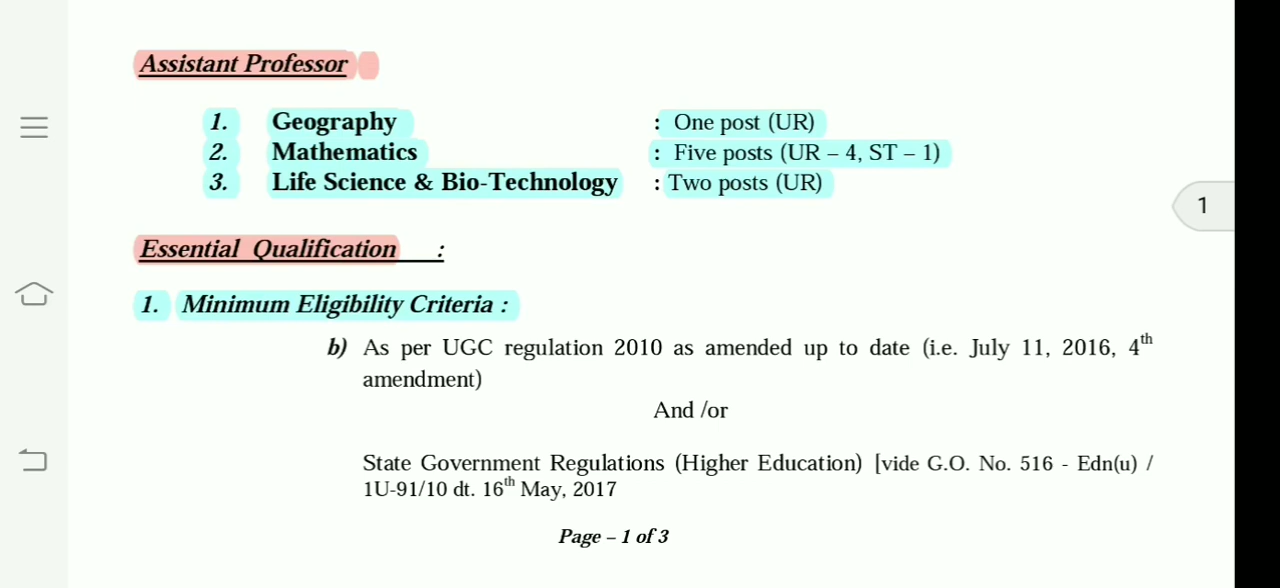 Assistant Professor
1. Geography : One post (UR)
2. Mathematics : Five posts (UR – 4, ST – 1)
3. Life Science & Bio-Technology : Two posts (UR)
1
Essential Qualification :
1. Minimum Eligibility Criteria :
b) As per UGC regulation 2010 as amended up to date (i.e. July 11, 2016, 4th
amendment)
And /or
State Government Regulations (Higher Education) [vide G.O. No. 516 - Edn(u) /
1U-91/10 dt. 16th May, 2017
Page – 1 of 3